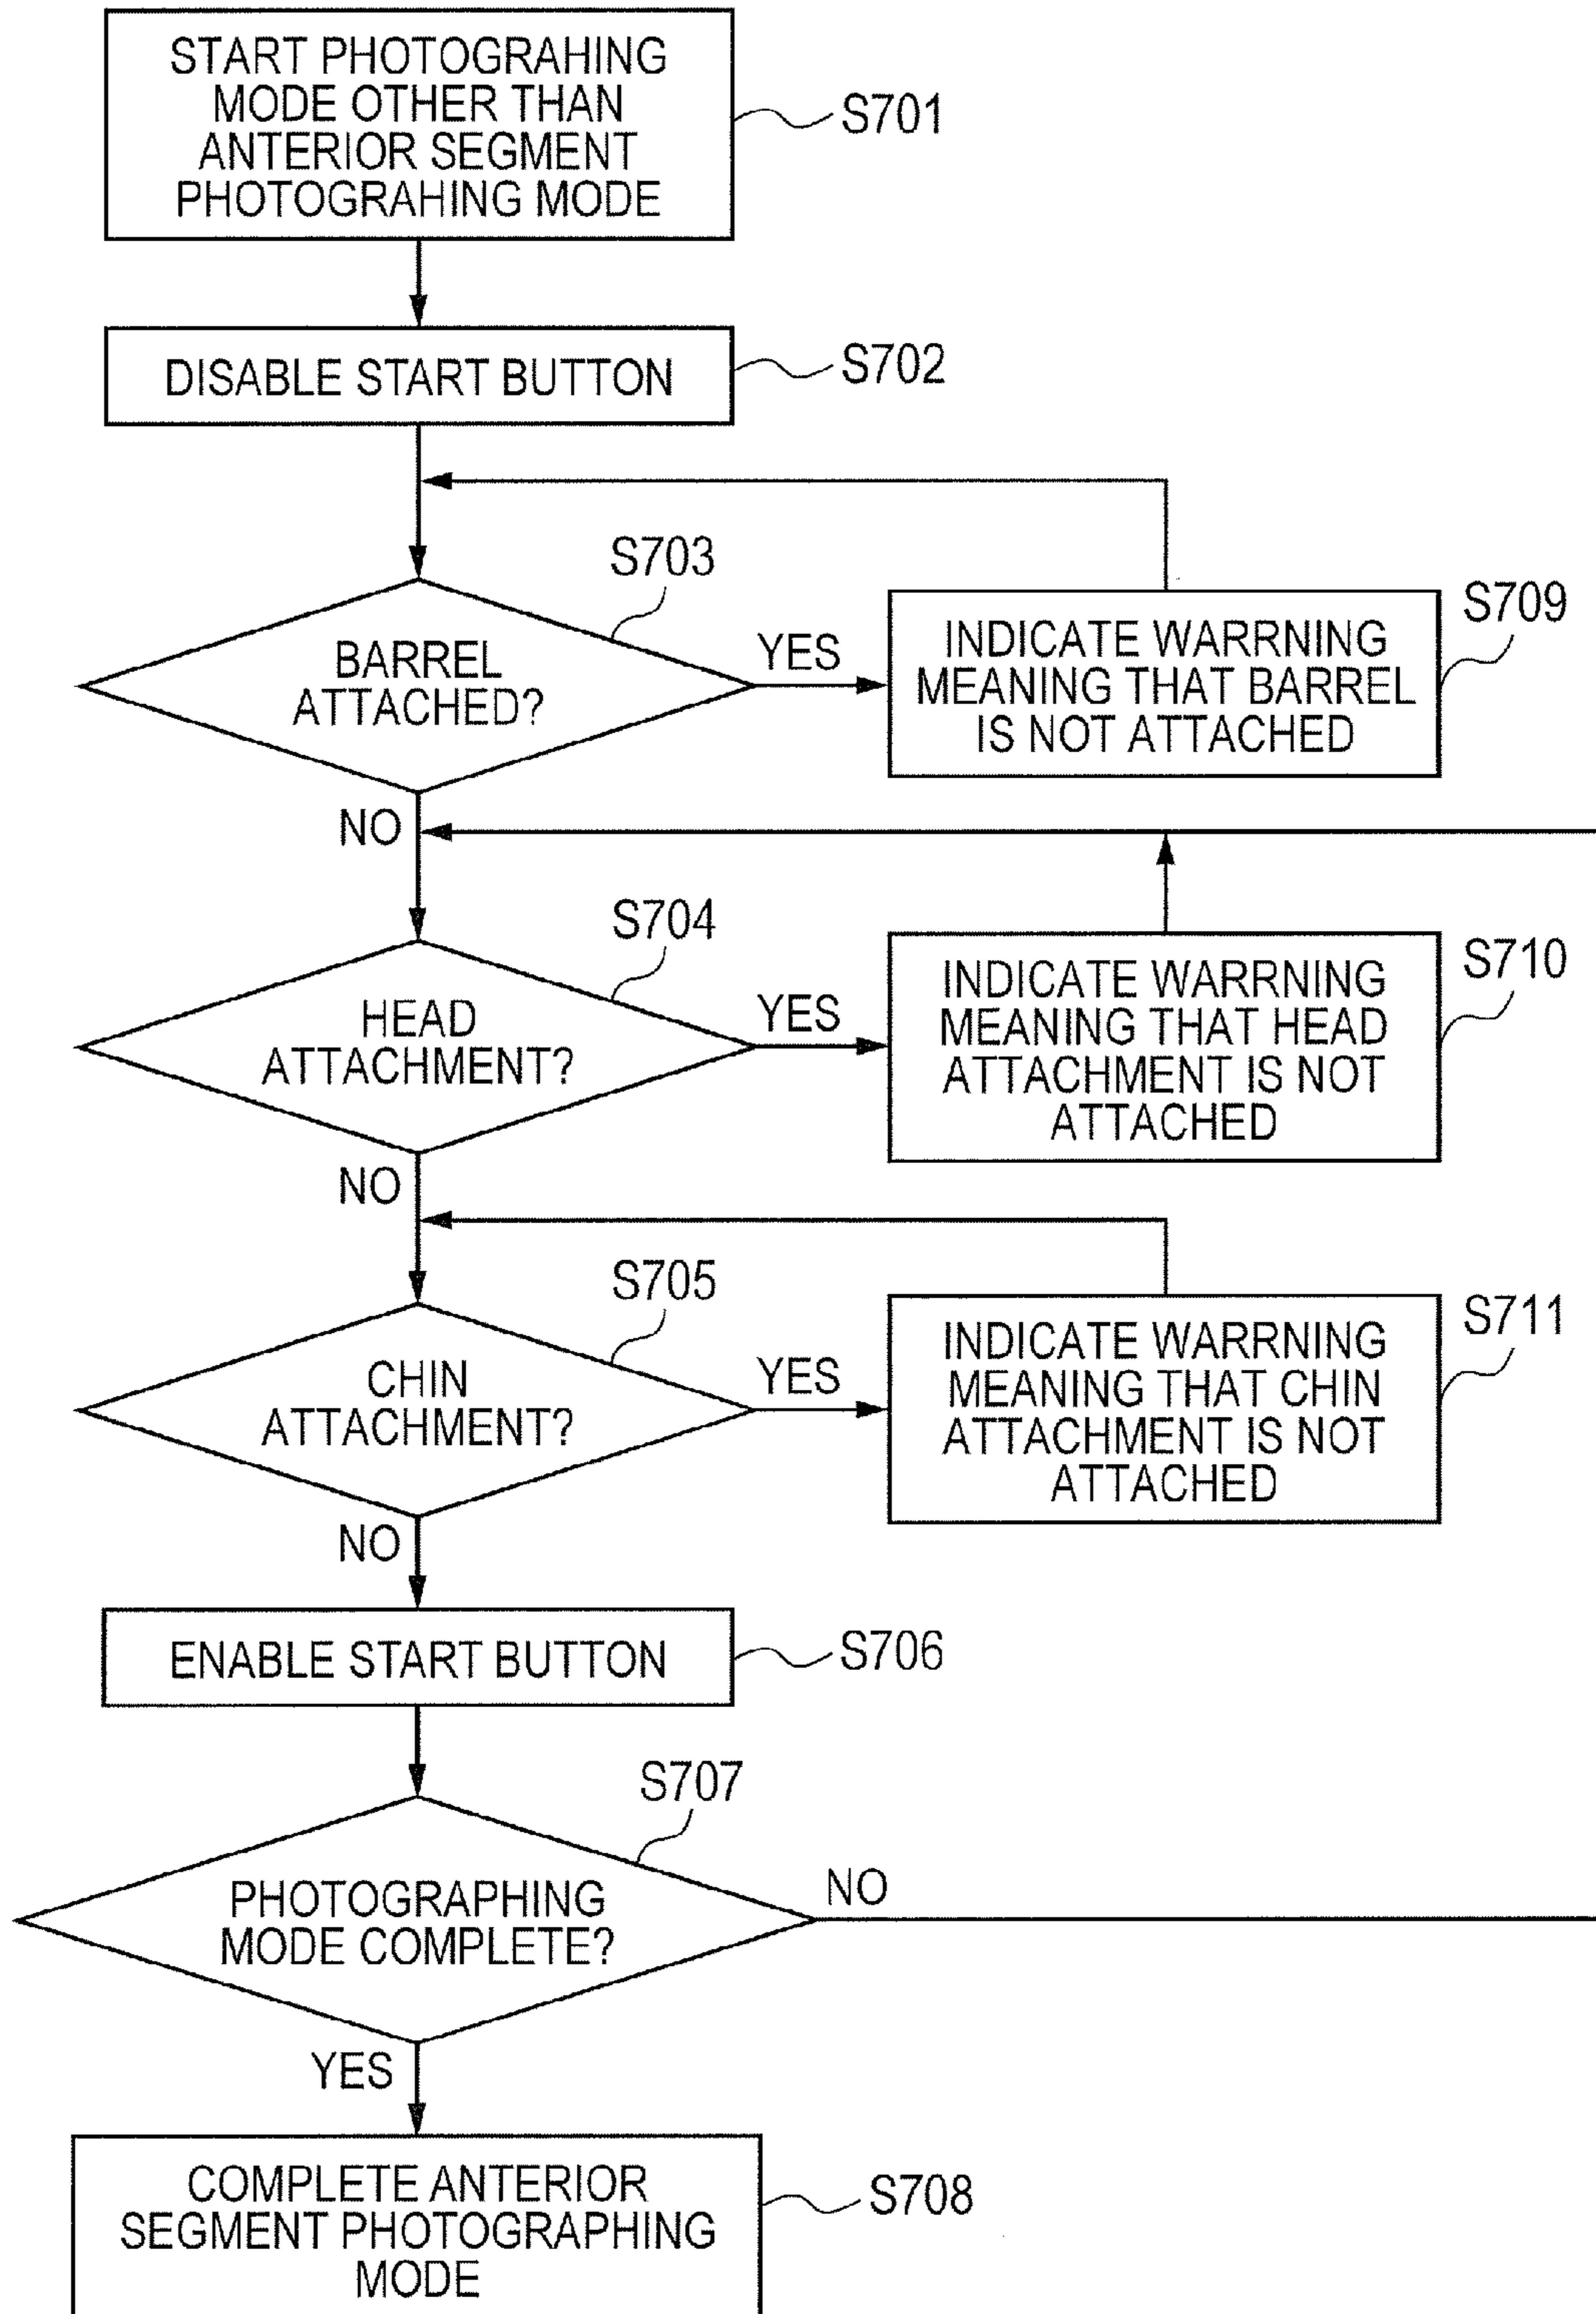 START PHOTOGRAHING
MODE OTHER THAN
ANTERIOR SEGMENT
PHOTOGRAHING MODE
S701
DISABLE START BUTTON
S702
S703
BARREL
ATTACHED?
YES
NO
INDICATE WARRNING
MEANING THAT BARREL
IS NOT ATTACHED
S709
S704
HEAD
ATTACHMENT?
YES
NO
INDICATE WARRNING
MEANING THAT HEAD
ATTACHMENT IS NOT
ATTACHED
S710
S705
CHIN
ATTACHMENT?
YES
NO
INDICATE WARRNING
MEANING THAT CHIN
ATTACHMENT IS NOT
ATTACHED
S711
ENABLE START BUTTON
S706
S707
PHOTOGRAPHING
MODE COMPLETE?
NO
YES
COMPLETE ANTERIOR
SEGMENT PHOTOGRAPHING
MODE
S708